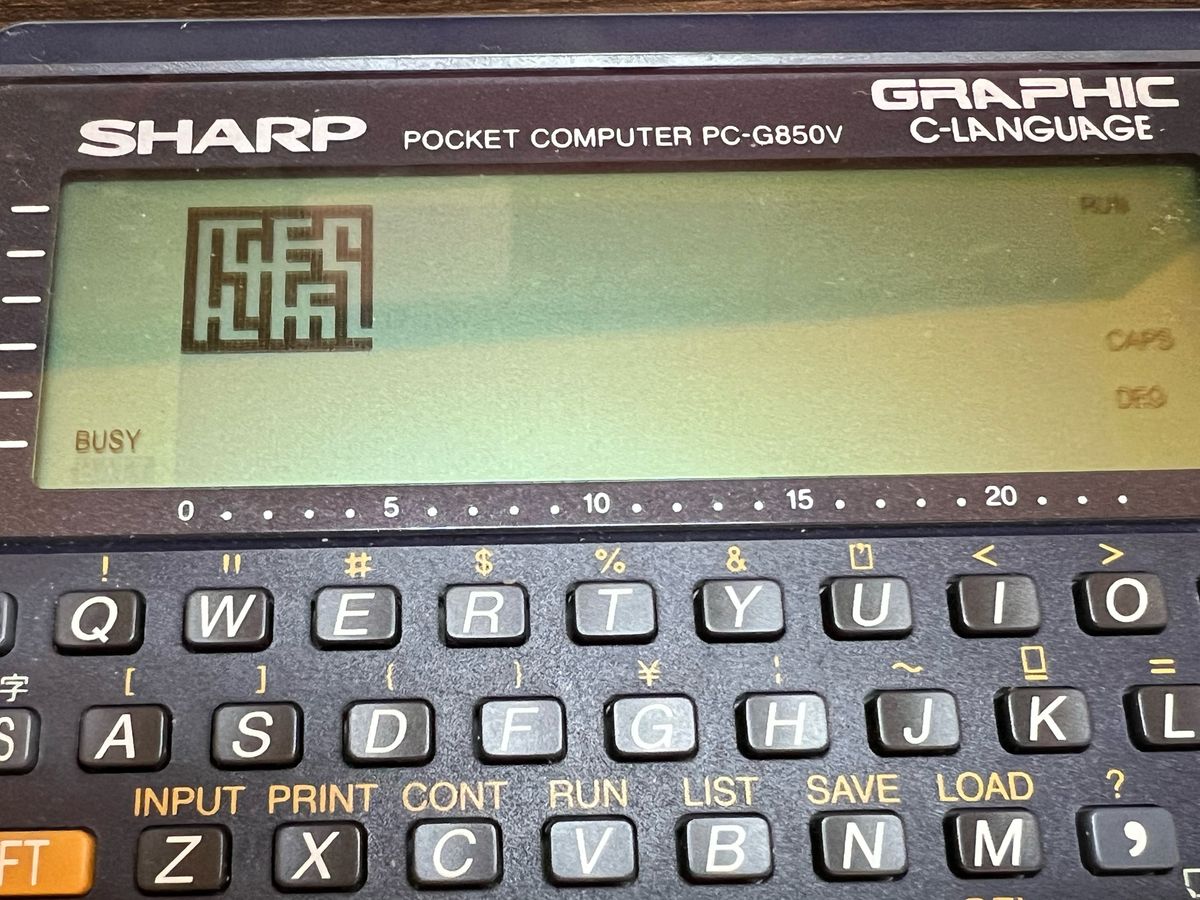 GRAPHIC
SHARP POCKET COMPUTER PC-G850V C-LANGUAGE
RUN
CAPS
DEG
BUSY
0 5 10 15 20
! " # $ % & < >
Q W E R T Y U I O
字 [ ] { } ¥ ¦ ~ =
S A S D F G H J K L
INPUT PRINT CONT RUN LIST SAVE LOAD ?
Z X C V B N M ,